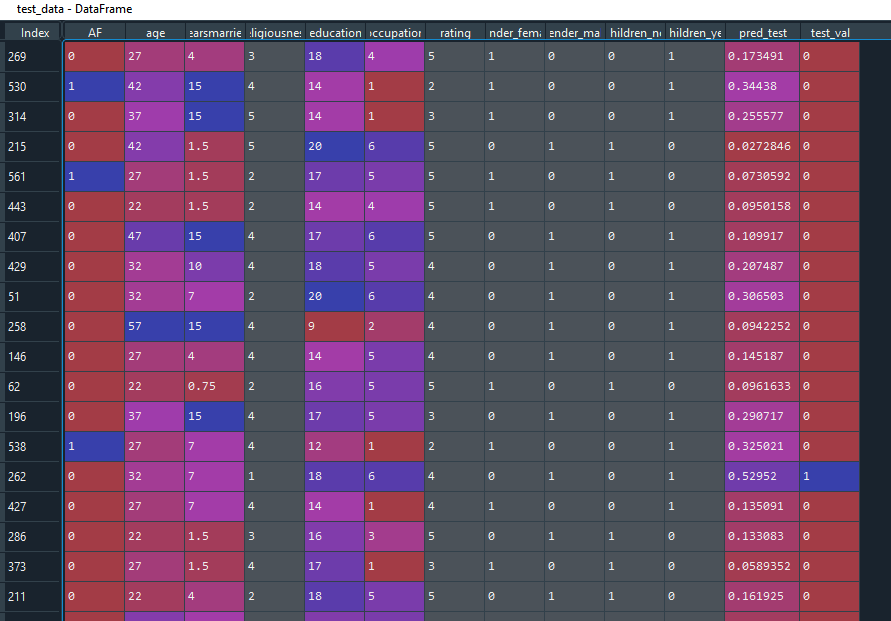 test_data - DataFrame
Index AF age earsmarrie eligiousnes education occupation rating nder_fema ender_ma hildren_no hildren_ye pred_test test_val
269 0 27 4 3 18 4 5 1 0 0 1 0.173491 0
530 1 42 15 4 14 1 2 1 0 0 1 0.34438 0
314 0 37 15 5 14 1 3 1 0 0 1 0.255577 0
215 0 42 1.5 5 20 6 5 0 1 1 0 0.0272846 0
561 1 27 1.5 2 17 5 5 1 0 1 0 0.0730592 0
443 0 22 1.5 2 14 4 5 1 0 1 0 0.0950158 0
407 0 47 15 4 17 6 5 0 1 0 1 0.109917 0
429 0 32 10 4 18 5 4 0 1 0 1 0.207487 0
51 0 32 7 2 20 6 4 0 1 0 1 0.306503 0
258 0 57 15 4 9 2 4 0 1 0 1 0.0942252 0
146 0 27 4 4 14 5 4 0 1 0 1 0.145187 0
62 0 22 0.75 2 16 5 5 1 0 1 0 0.0961633 0
196 0 37 15 4 17 5 3 0 1 0 1 0.290717 0
538 1 27 7 4 12 1 2 1 0 0 1 0.325021 0
262 0 32 7 1 18 6 4 0 1 0 1 0.52952 1
427 0 27 7 4 14 1 4 1 0 0 1 0.135091 0
286 0 22 1.5 3 16 3 5 0 1 1 0 0.133083 0
373 0 27 1.5 4 17 1 3 1 0 1 0 0.0589352 0
211 0 22 4 2 18 5 5 0 1 1 0 0.161925 0